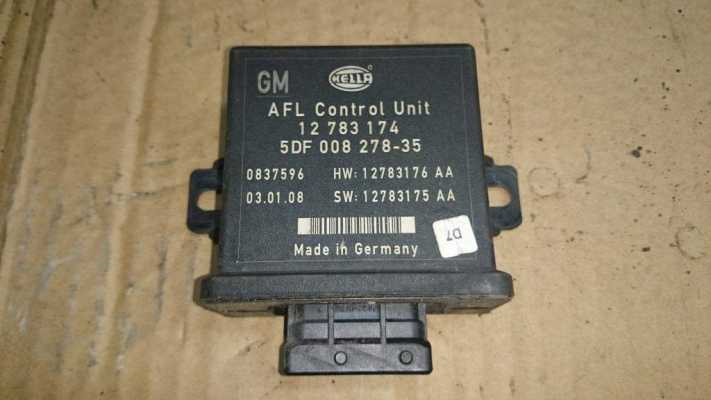 GM HELLA
AFL Control Unit
12 783 174
5DF 008 278-35
0837596 HW: 12783176 AA
03.01.08 SW: 12783175 AA
D7
Made in Germany